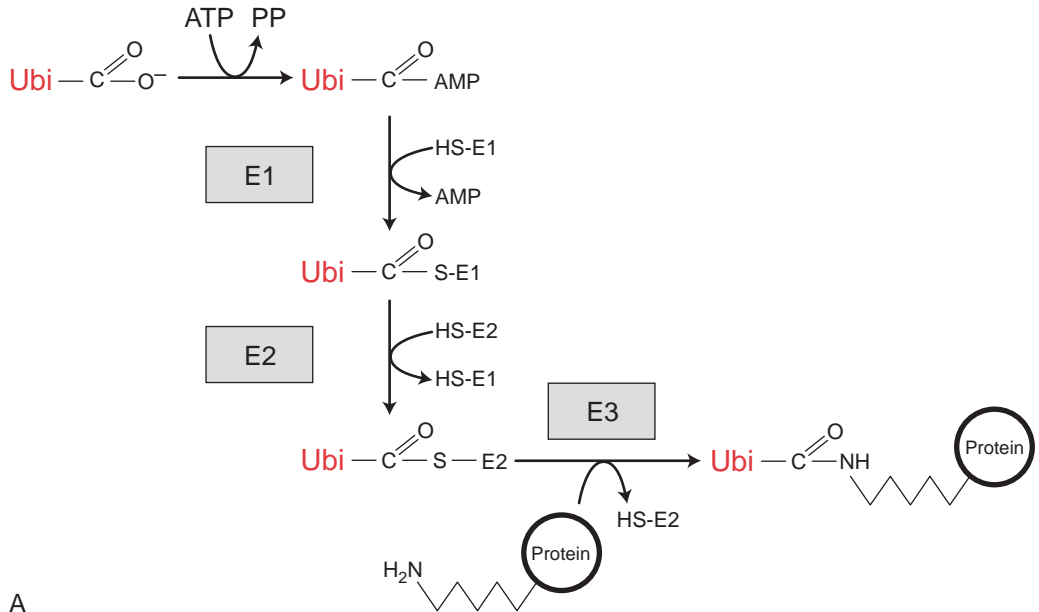 ATP PP
Ubi C O O–
Ubi C O AMP
HS-E1
E1
AMP
Ubi C O S-E1
HS-E2
E2
HS-E1
E3
Ubi C O S E2
Ubi C O NH
Protein
HS-E2
Protein
H2N
A